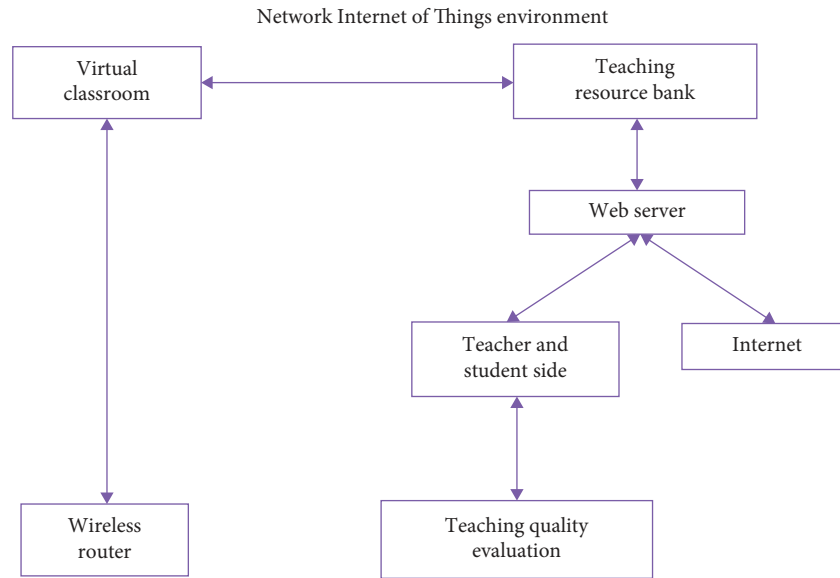 Network Internet of Things environment
Virtual
classroom
Teaching
resource bank
Web server
Teacher and
student side
Internet
Wireless
router
Teaching quality
evaluation